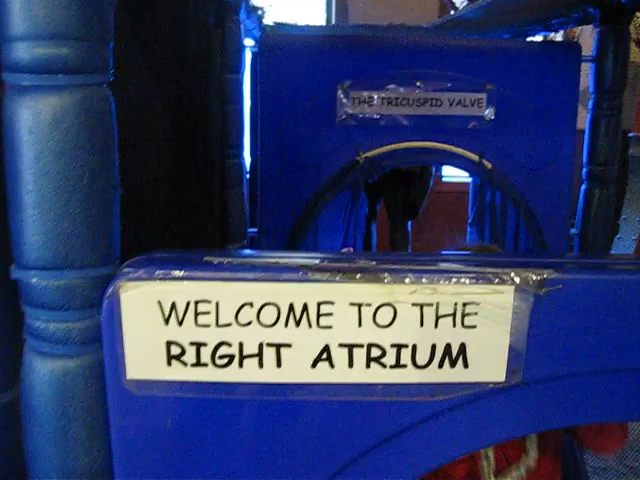 THE TRICUSPID VALVE
WELCOME TO THE
RIGHT ATRIUM